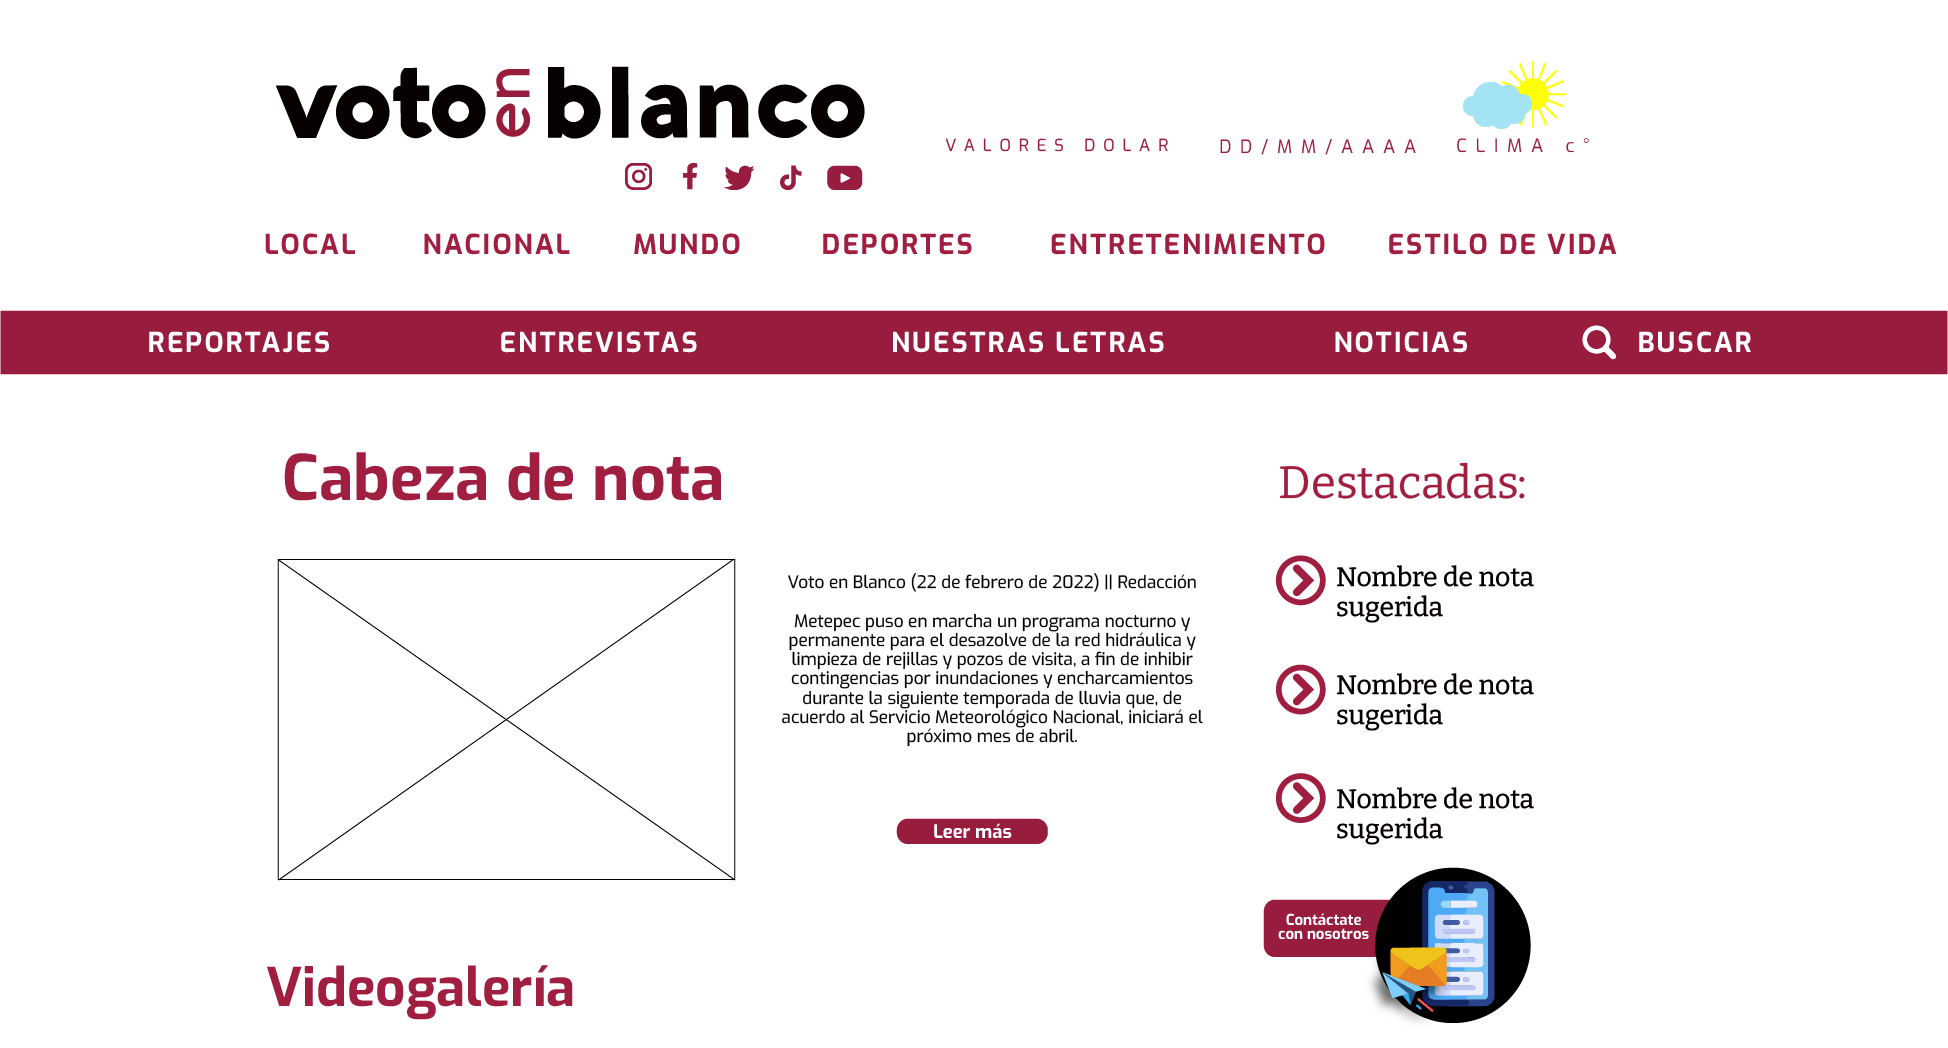 voto en blanco
VALORES DOLAR
DD/MM/AAAA
CLIMA c°
LOCAL NACIONAL MUNDO DEPORTES ENTRETENIMIENTO ESTILO DE VIDA
REPORTAJES ENTREVISTAS NUESTRAS LETRAS NOTICIAS BUSCAR
Cabeza de nota
Voto en Blanco (22 de febrero de 2022) || Redacción
Metepec puso en marcha un programa nocturno y
permanente para el desazolve de la red hidráulica y
limpieza de rejillas y pozos de visita, a fin de inhibir
contingencias por inundaciones y encharcamientos
durante la siguiente temporada de lluvia que, de
acuerdo al Servicio Meteorológico Nacional, iniciará el
próximo mes de abril.
Leer más
Destacadas:
Nombre de nota
sugerida
Nombre de nota
sugerida
Nombre de nota
sugerida
Contáctate
con nosotros
Videogalería